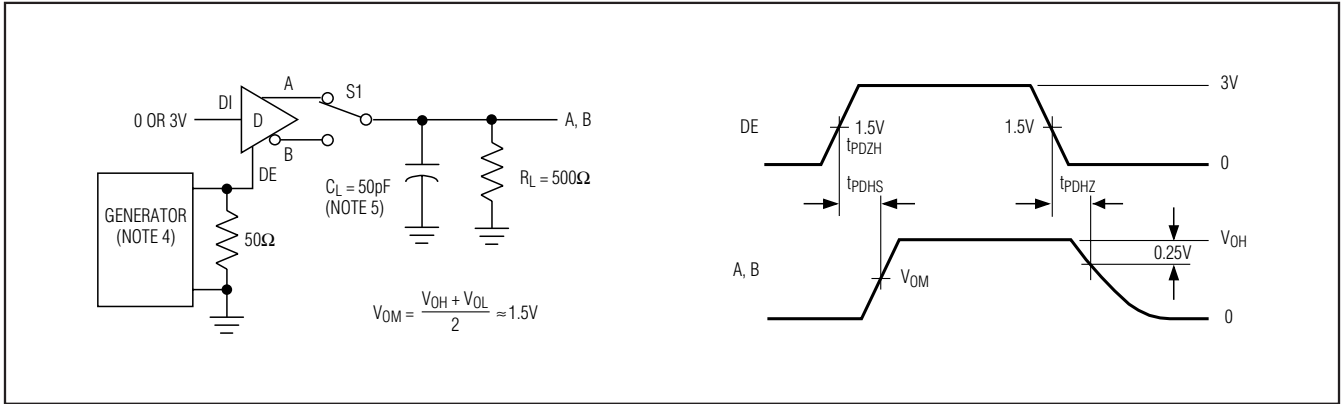 A
S1
DI
0 OR 3V
D
A, B
B
DE
C_L = 50pF
(NOTE 5)
R_L = 500Ω
GENERATOR
(NOTE 4)
50Ω
V_OM = (V_OH + V_OL) / 2 ≈ 1.5V
3V
DE
1.5V
1.5V
t_PDZH
0
t_PDHS
t_PDHZ
V_OH
0.25V
A, B
V_OM
0